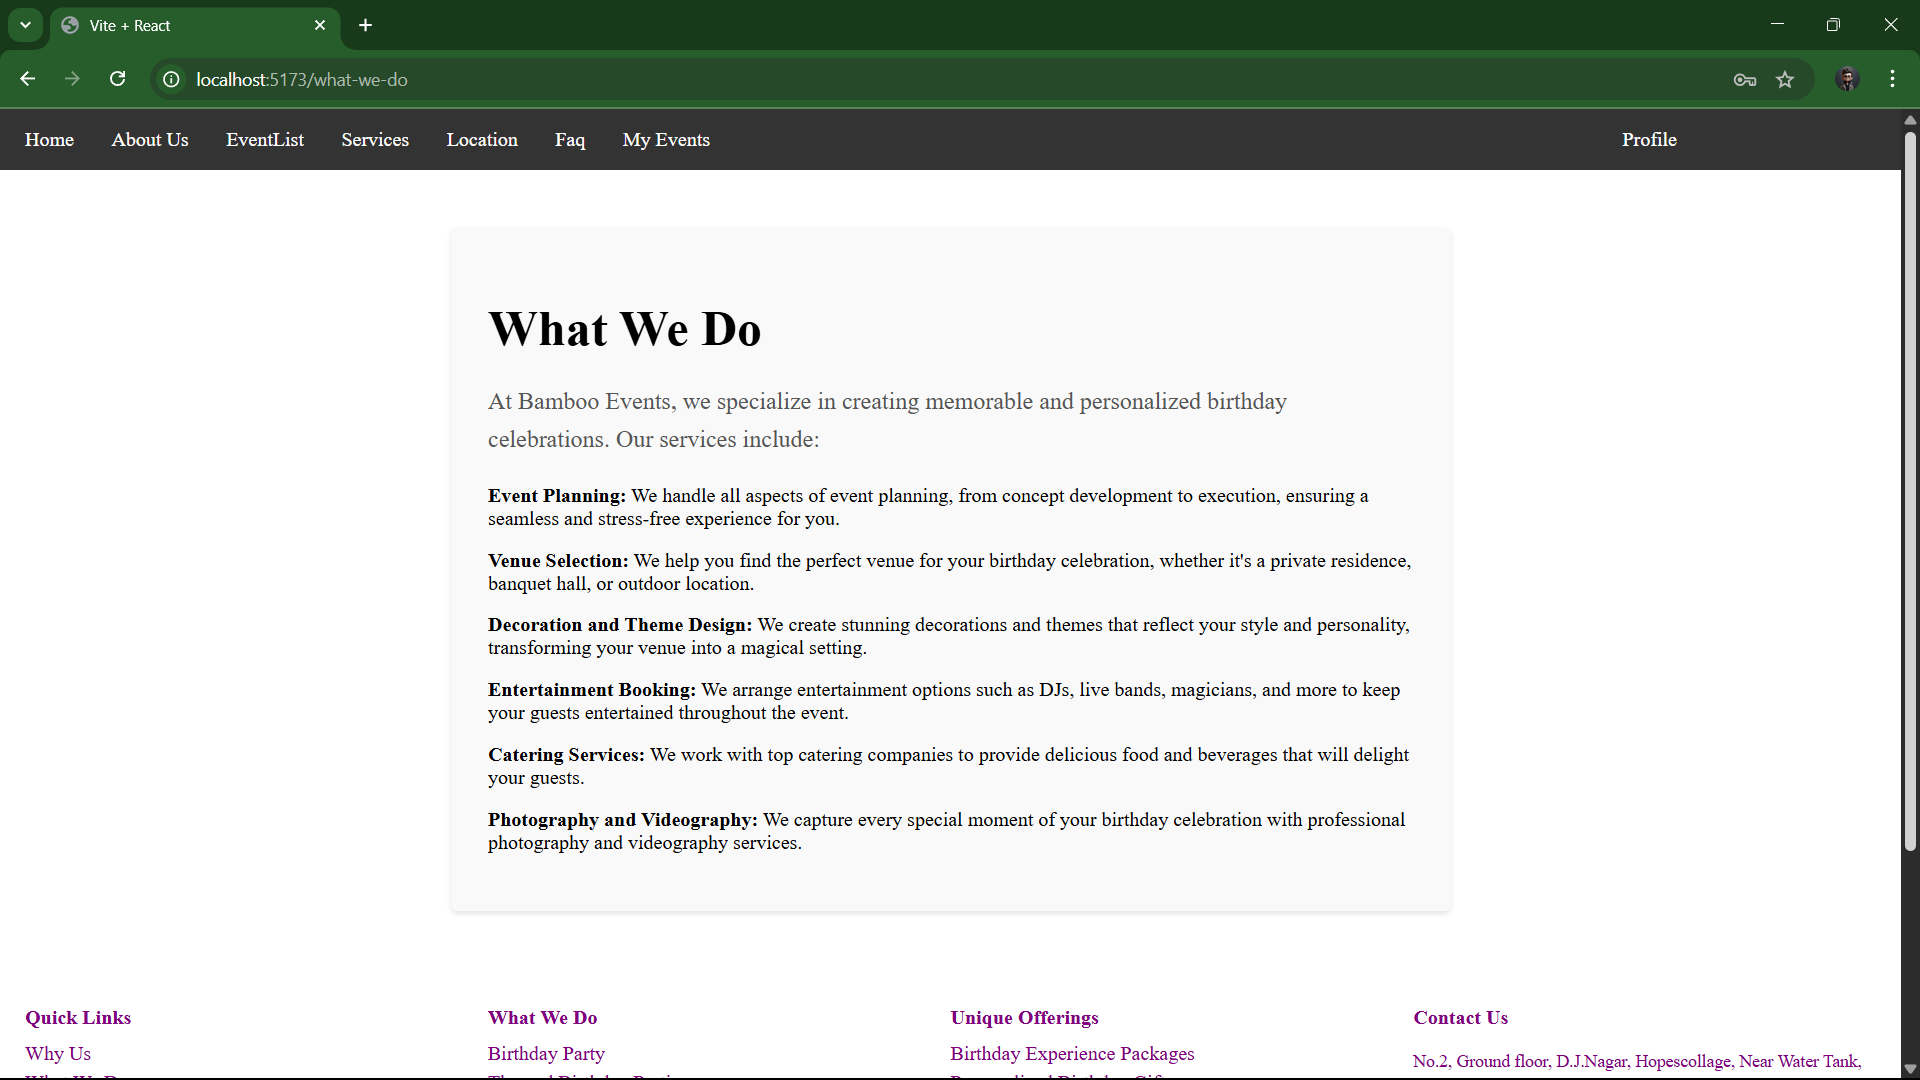 Vite + React
localhost:5173/what-we-do
Home About Us EventList Services Location Faq My Events Profile
What We Do
At Bamboo Events, we specialize in creating memorable and personalized birthday
celebrations. Our services include:
Event Planning: We handle all aspects of event planning, from concept development to execution, ensuring a
seamless and stress-free experience for you.
Venue Selection: We help you find the perfect venue for your birthday celebration, whether it's a private residence,
banquet hall, or outdoor location.
Decoration and Theme Design: We create stunning decorations and themes that reflect your style and personality,
transforming your venue into a magical setting.
Entertainment Booking: We arrange entertainment options such as DJs, live bands, magicians, and more to keep
your guests entertained throughout the event.
Catering Services: We work with top catering companies to provide delicious food and beverages that will delight
your guests.
Photography and Videography: We capture every special moment of your birthday celebration with professional
photography and videography services.
Quick Links
Why Us
What We Do
Birthday Party
Unique Offerings
Birthday Experience Packages
Contact Us
No.2, Ground floor, D.J.Nagar, Hopescollage, Near Water Tank,